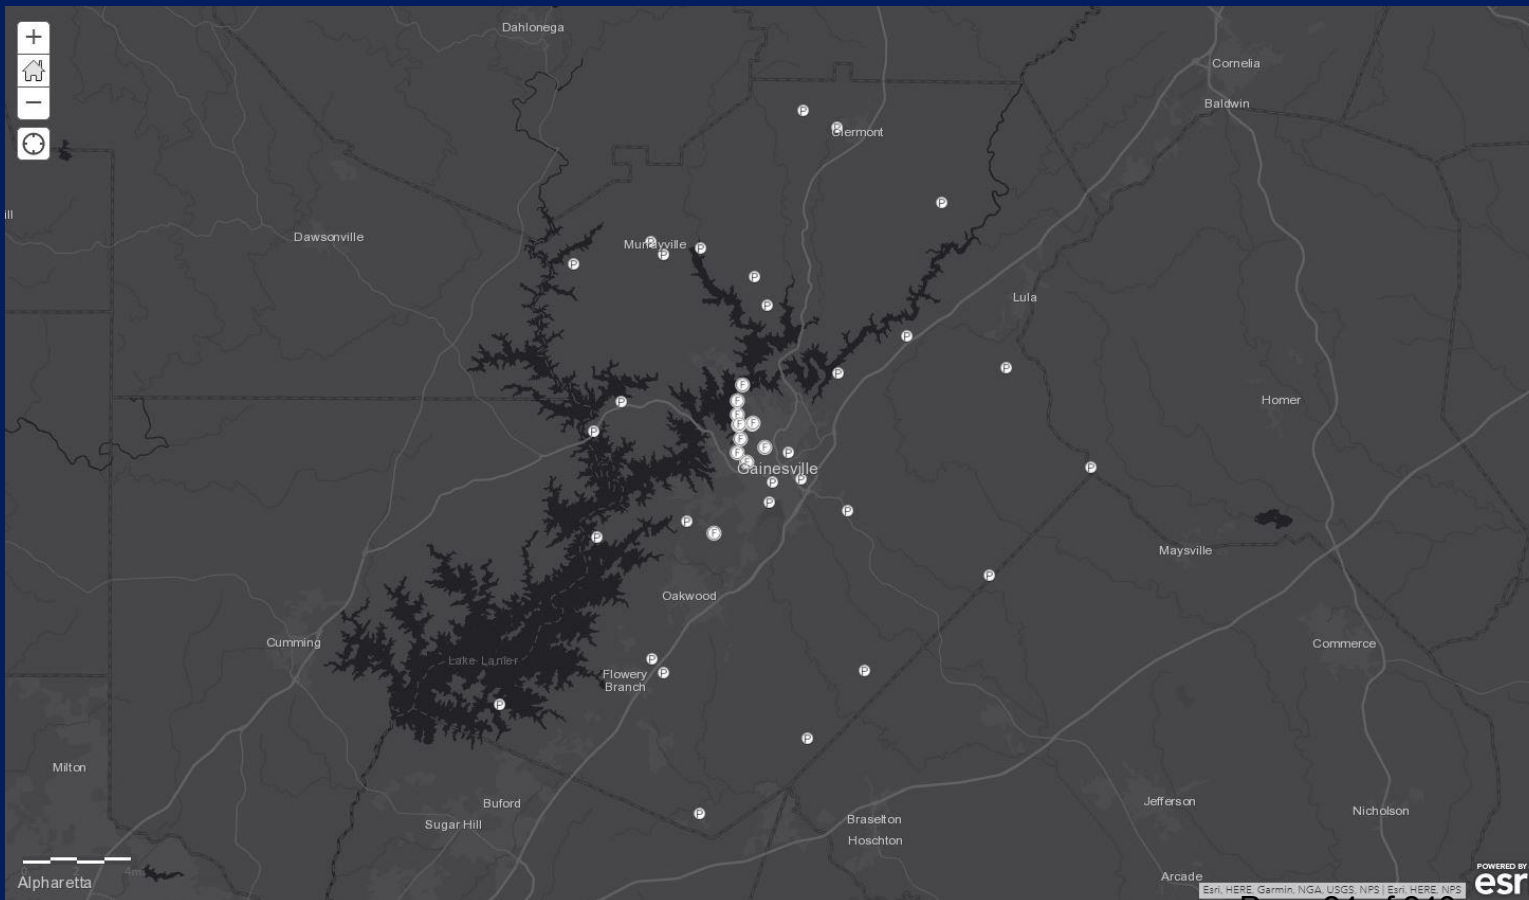 Dahlonega
+
Cornelia
−
Baldwin
P
P
Clermont
P
ill
Dawsonville
P
Murrayville
P
P
P
P
Lula
P
P
P
P
F
P
F
Homer
F
F
F
P
F
F
P
F
F
Gainesville
P
P
P
P
P
P
F
P
Maysville
P
Oakwood
Cumming
Commerce
P
Lake Lanier
P
Flowery
Branch
P
P
P
Milton
Buford
Jefferson
Nicholson
P
Sugar Hill
Braselton
Hoschton
Alpharetta
Arcade
POWERED BY
esri
Esri, HERE, Garmin, NGA, USGS, NPS | Esri, HERE, NPS